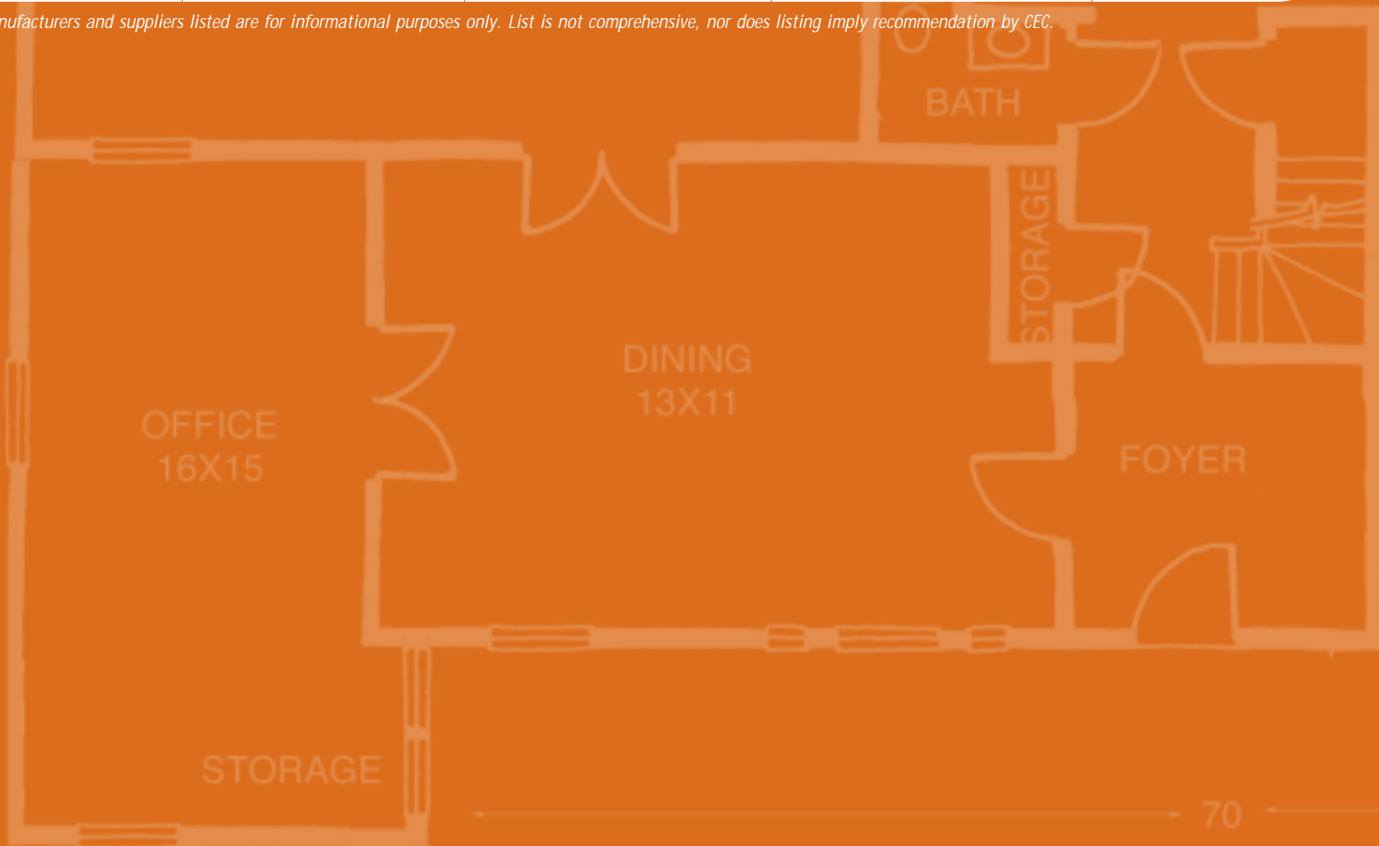 nufacturers and suppliers listed are for informational purposes only. List is not comprehensive, nor does listing imply recommendation by CEC.
BATH
STORAGE
DINING
13X11
OFFICE
16X15
FOYER
STORAGE
70